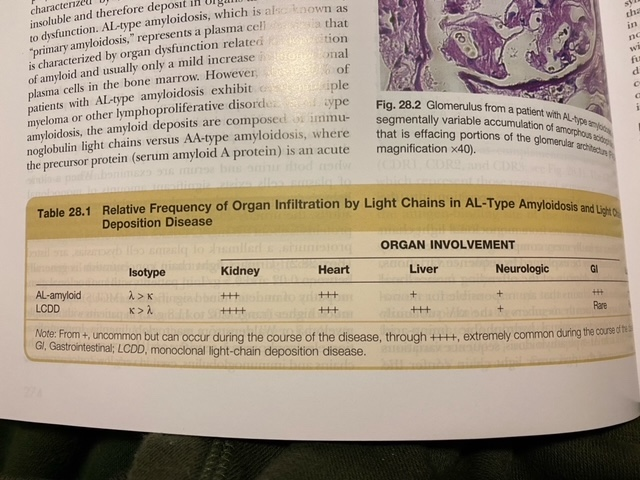 characterized
insoluble and therefore deposit in
to dysfunction. AL-type amyloidosis, which is also known as
"primary amyloidosis," represents a plasma cell that
is characterized by organ dysfunction related
of amyloid and usually only a mild increase
plasma cells in the bone marrow. However, of
patients with AL-type amyloidosis exhibit
myeloma or other lymphoproliferative type
amyloidosis, the amyloid deposits are composed of immu-
noglobulin light chains versus AA-type amyloidosis, where
the precursor protein (serum amyloid A protein) is an acute
Fig. 28.2 Glomerulus from a patient with AL-type
segmentally variable accumulation of amorphous
that is effacing portions of the glomerular architecture
magnification ×40).
Table 28.1 Relative Frequency of Organ Infiltration by Light Chains in AL-Type Amyloidosis and Light
Deposition Disease
ORGAN INVOLVEMENT
Isotype Kidney Heart Liver Neurologic GI
AL-amyloid λ > κ +++ +++ + + +++
LCDD κ > λ ++++ +++ +++ + Rare
Note: From +, uncommon but can occur during the course of the disease, through ++++, extremely common during the course of the
GI, Gastrointestinal; LCDD, monoclonal light-chain deposition disease.